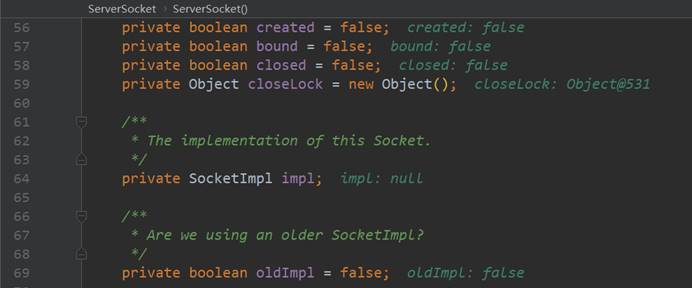 ServerSocket › ServerSocket()
56 private boolean created = false; created: false
57 private boolean bound = false; bound: false
58 private boolean closed = false; closed: false
59 private Object closeLock = new Object(); closeLock: Object@531
60
61 /**
62 * The implementation of this Socket.
63 */
64 private SocketImpl impl; impl: null
65
66 /**
67 * Are we using an older SocketImpl?
68 */
69 private boolean oldImpl = false; oldImpl: false